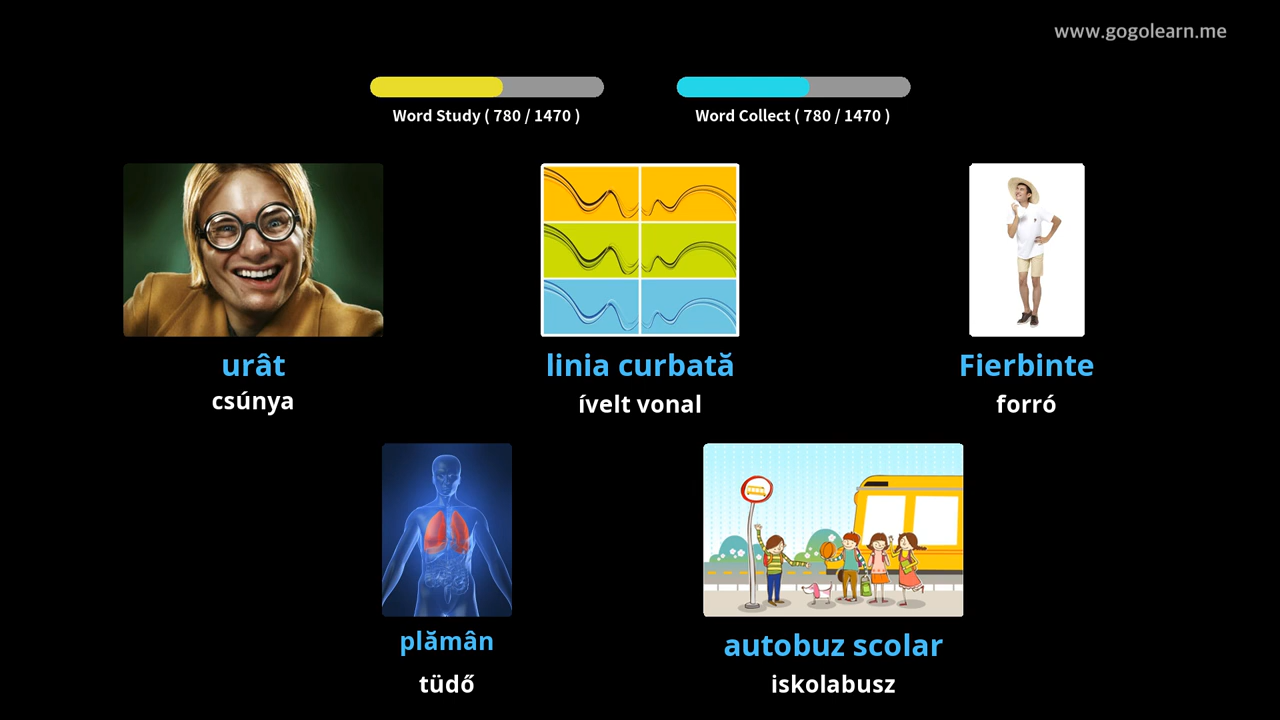 www.gogolearn.me
Word Study ( 780 / 1470 )
Word Collect ( 780 / 1470 )
urât
linia curbată
Fierbinte
csúnya
ívelt vonal
forró
plămân
autobuz scolar
tüdő
iskolabusz